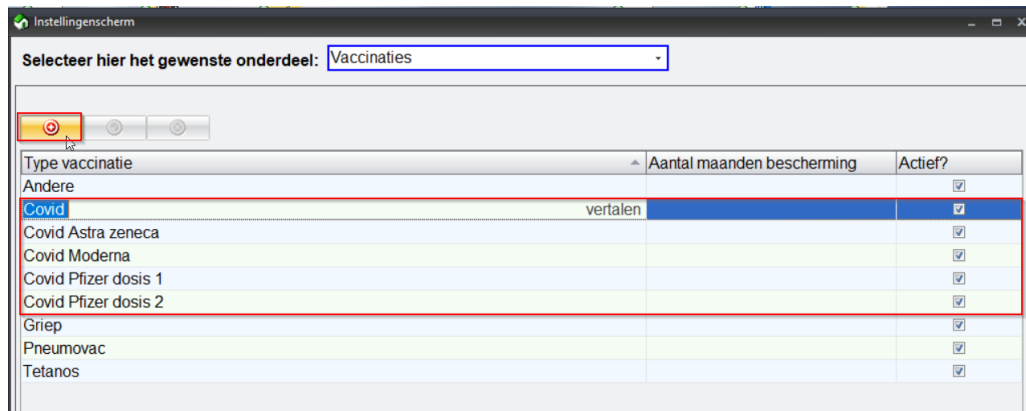 Instellingenscherm
Selecteer hier het gewenste onderdeel: Vaccinaties
Type vaccinatie Aantal maanden bescherming Actief?
Andere
Covid vertalen
Covid Astra zeneca
Covid Moderna
Covid Pfizer dosis 1
Covid Pfizer dosis 2
Griep
Pneumovac
Tetanos